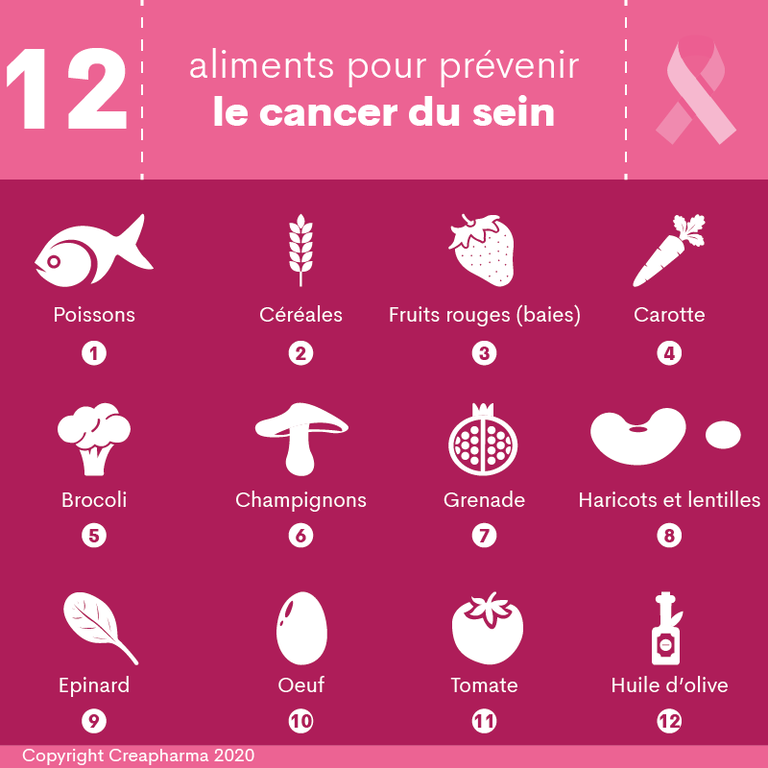 12
aliments pour prévenir
le cancer du sein
Poissons
1
Céréales
2
Fruits rouges (baies)
3
Carotte
4
Brocoli
5
Champignons
6
Grenade
7
Haricots et lentilles
8
Epinard
9
Oeuf
10
Tomate
11
Huile d’olive
12
Copyright Creapharma 2020